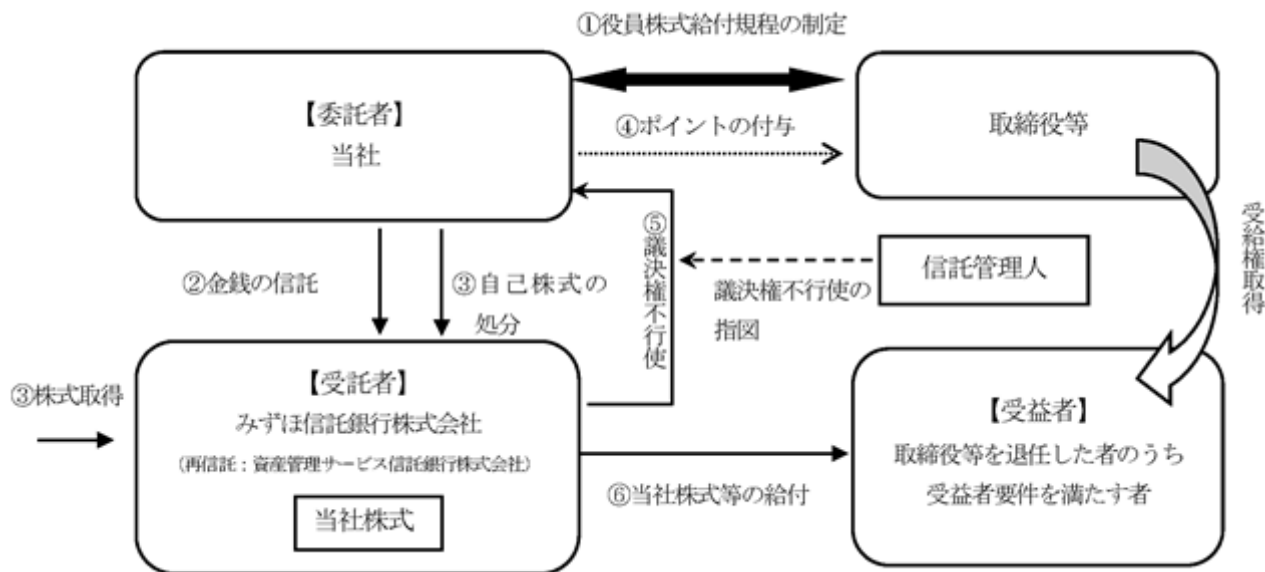 ①役員株式給付規程の制定
【委託者】
当社
取締役等
④ポイントの付与
②金銭の信託
③自己株式の
処分
⑤議決権不行使
信託管理人
議決権不行使の
指図
受給権取得
③株式取得
【受託者】
みずほ信託銀行株式会社
(再信託：資産管理サービス信託銀行株式会社)
当社株式
⑥当社株式等の給付
【受益者】
取締役等を退任した者のうち
受益者要件を満たす者